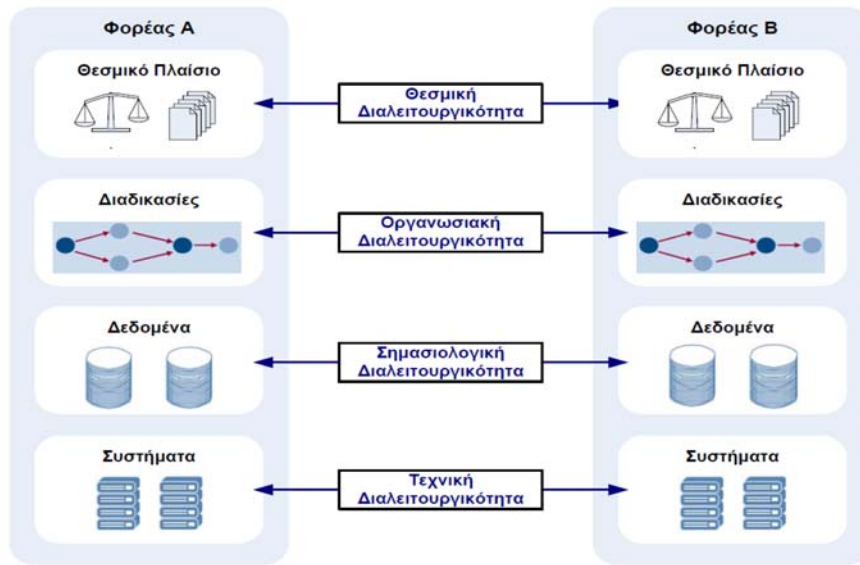 Φορέας Α
Φορέας Β
Θεσμικό Πλαίσιο
Θεσμική
Διαλειτουργικότητα
Θεσμικό Πλαίσιο
Διαδικασίες
Οργανωσιακή
Διαλειτουργικότητα
Διαδικασίες
Δεδομένα
Σημασιολογική
Διαλειτουργικότητα
Δεδομένα
Συστήματα
Τεχνική
Διαλειτουργικότητα
Συστήματα